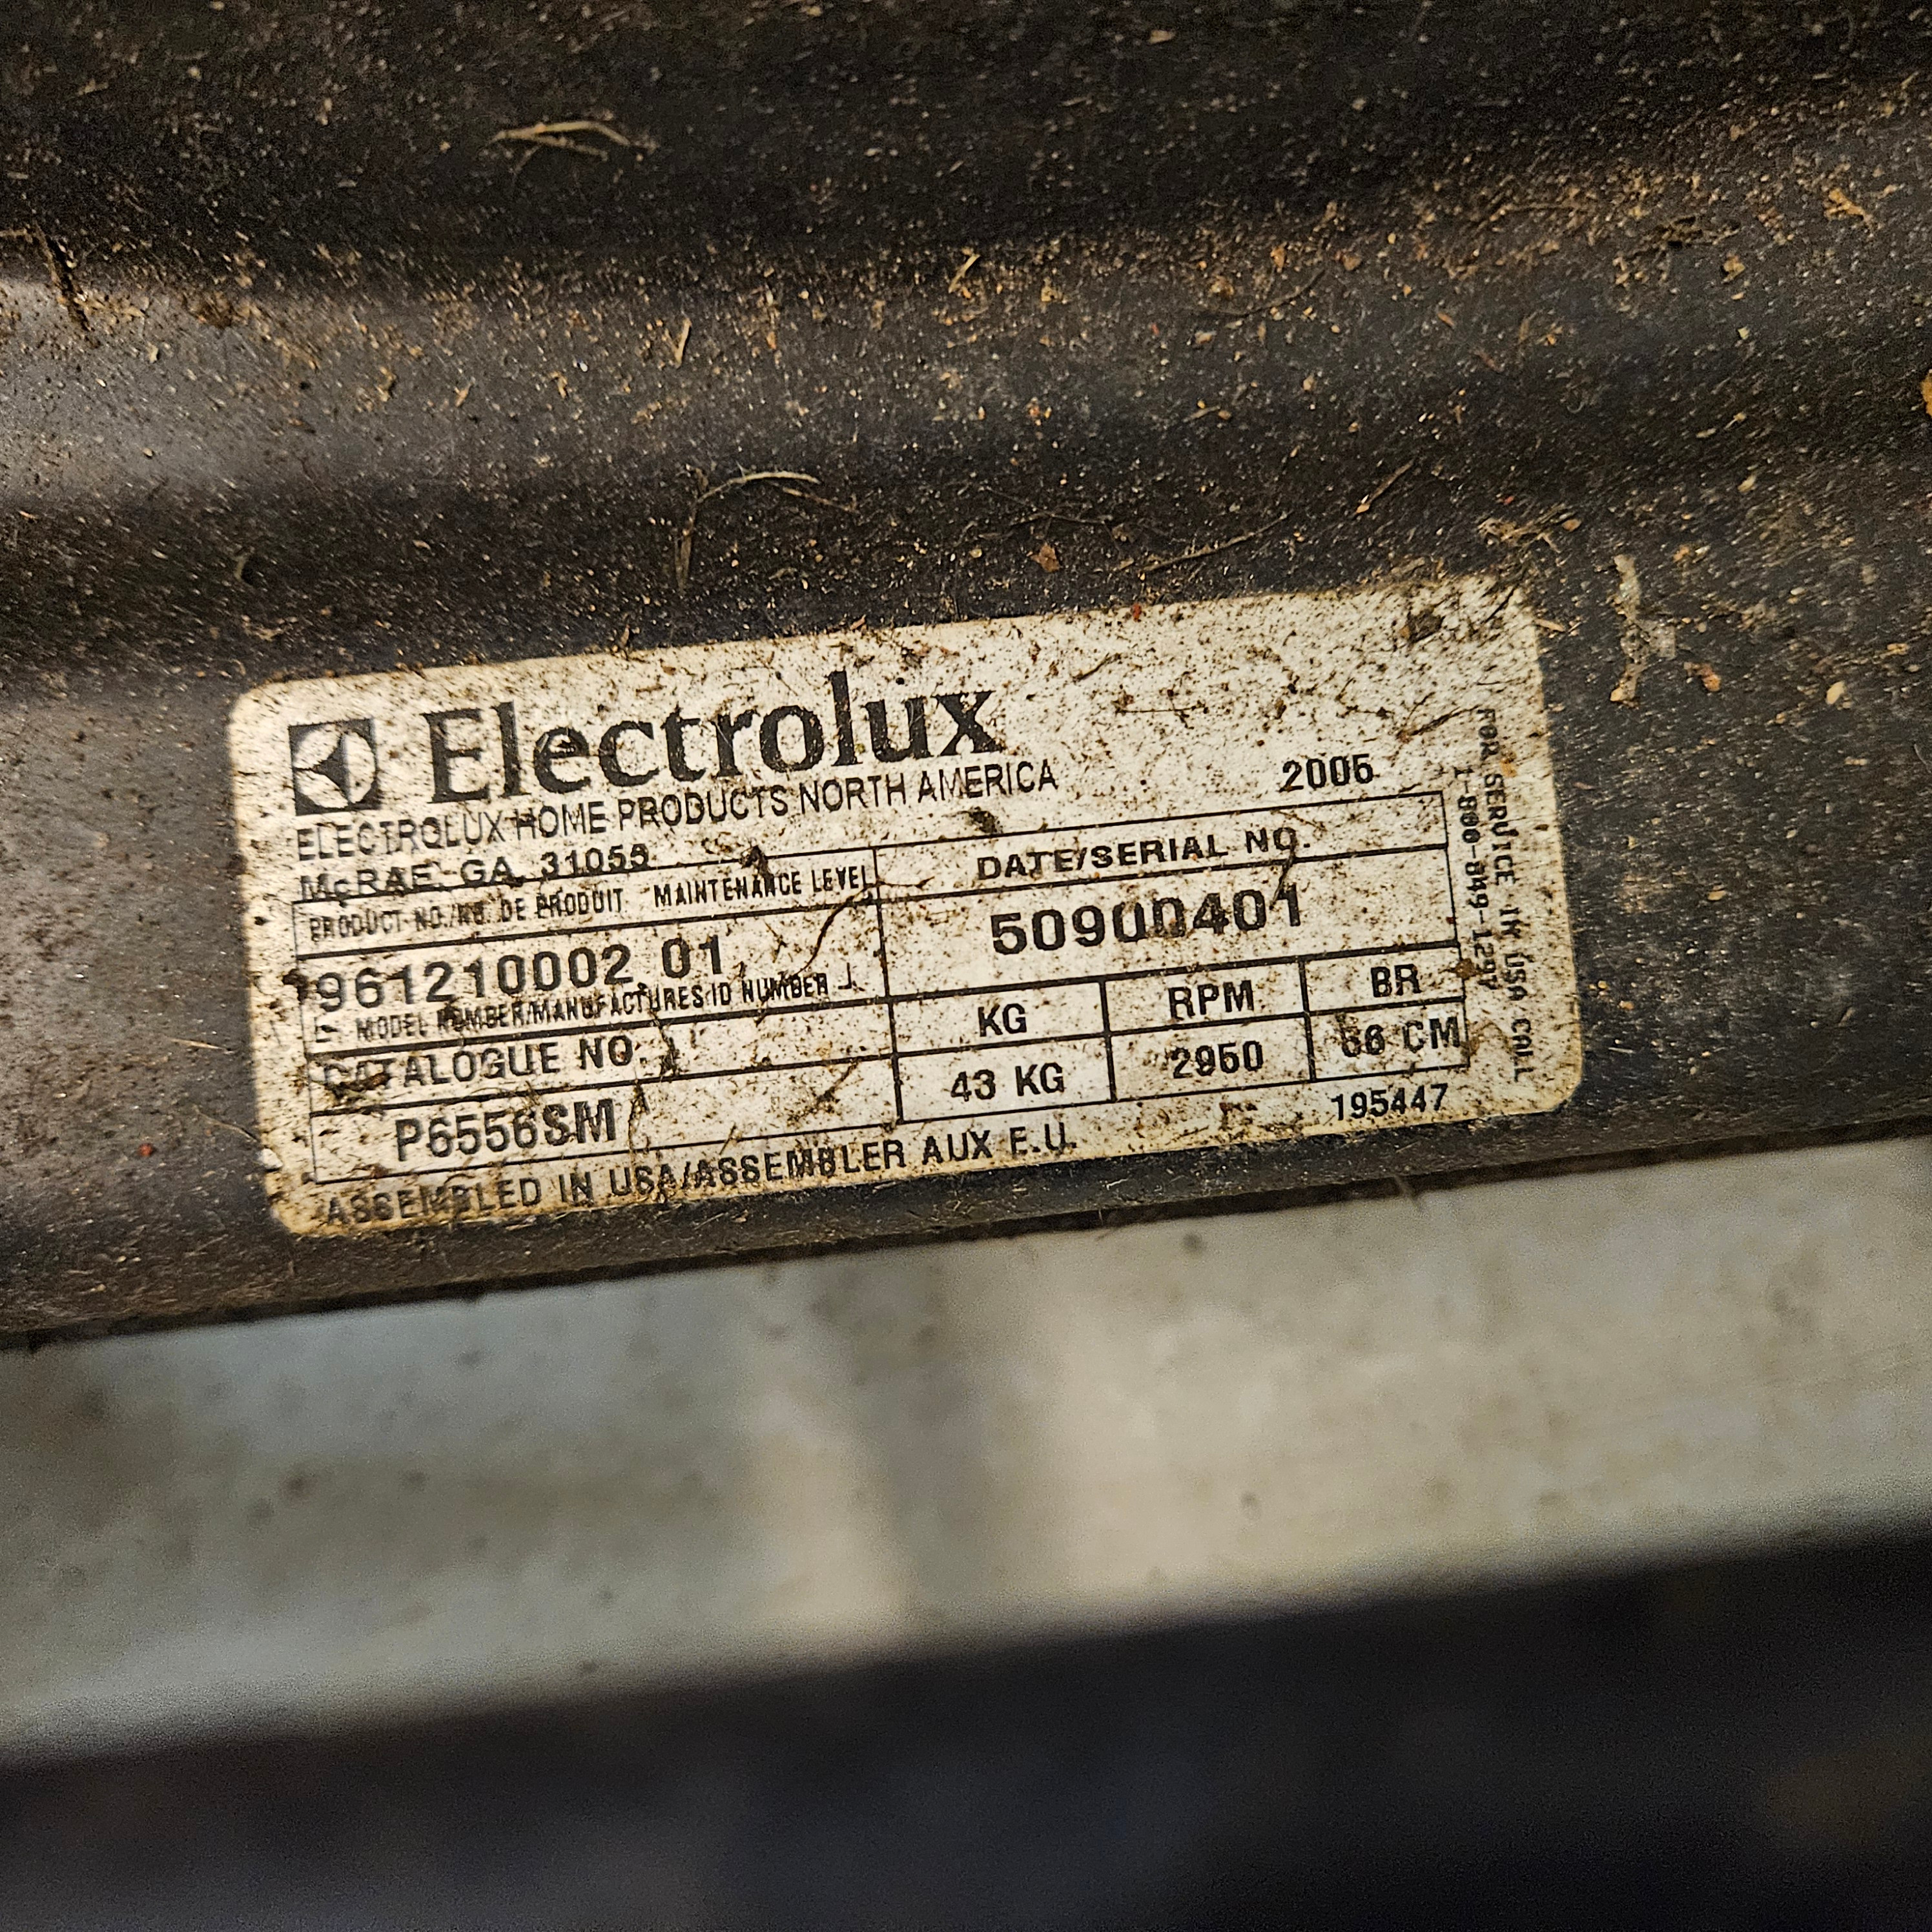 Electrolux
ELECTROLUX HOME PRODUCTS NORTH AMERICA
2005
McRAE, GA. 31055
PRODUCT NO./NO. DE PRODUIT MAINTENANCE LEVEL
961210002 01
MODEL NUMBER/MANUFACTURES ID NUMBER
CATALOGUE NO.
P6556SM
DATE/SERIAL NO.
50900401
KG RPM BR
43 KG 2950 56 CM
ASSEMBLED IN USA/ASSEMBLER AUX E.U.
195447
FOR SERVICE IN USA CALL